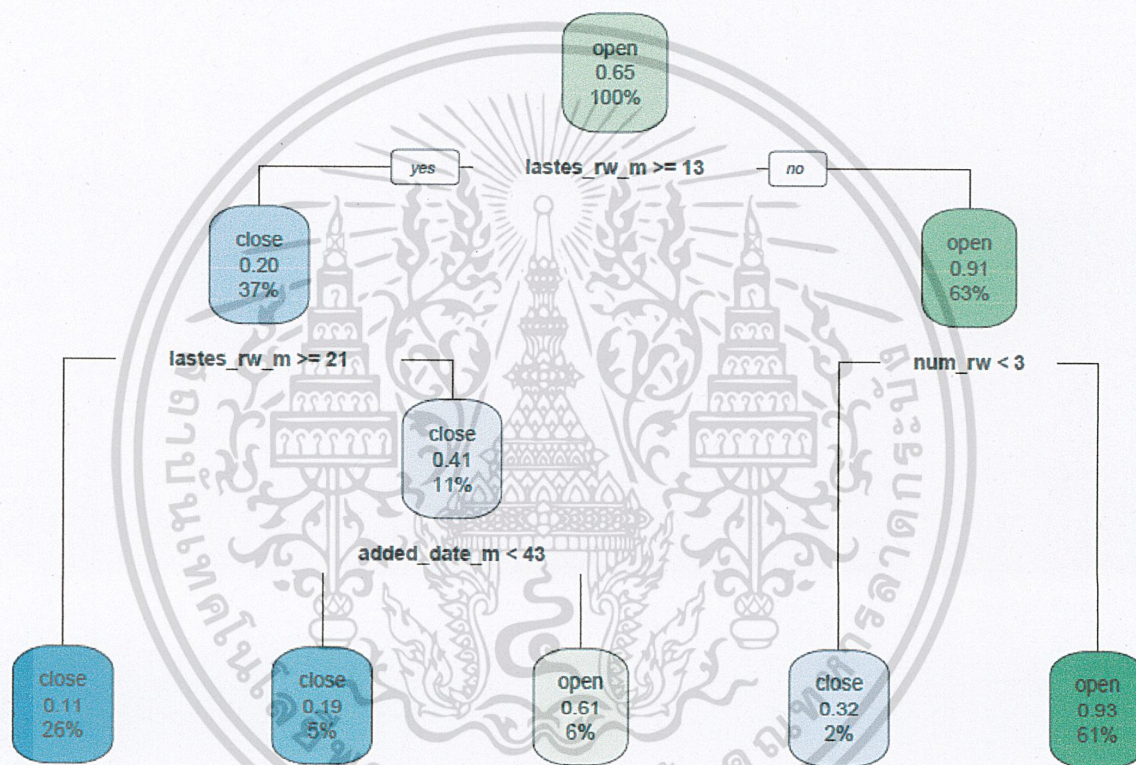 open
0.65
100%
yes
lastes_rw_m >= 13
no
close
0.20
37%
open
0.91
63%
lastes_rw_m >= 21
num_rw < 3
close
0.41
11%
added_date_m < 43
close
0.11
26%
close
0.19
5%
open
0.61
6%
close
0.32
2%
open
0.93
61%